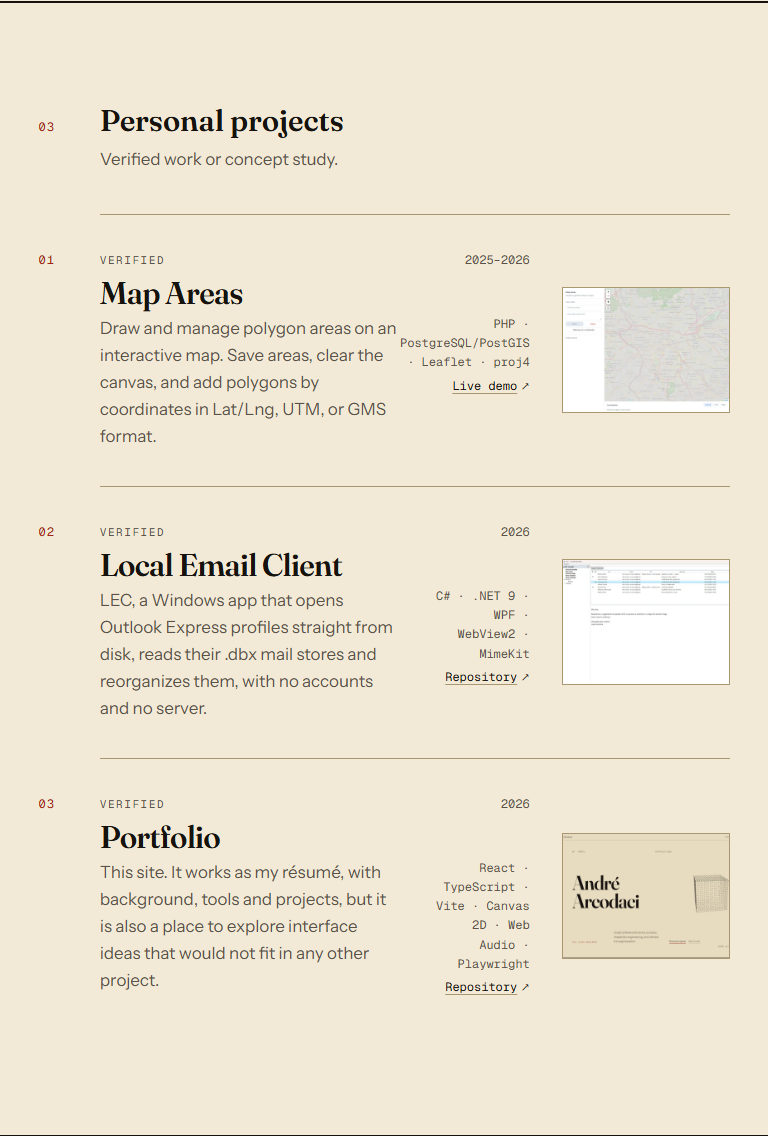 03
Personal projects
Verified work or concept study.
01
VERIFIED
2025–2026
Map Areas
Draw and manage polygon areas on an
interactive map. Save areas, clear the
canvas, and add polygons by
coordinates in Lat/Lng, UTM, or GMS
format.
PHP ·
PostgreSQL/PostGIS
· Leaflet · proj4
Live demo ↗
02
VERIFIED
2026
Local Email Client
LEC, a Windows app that opens
Outlook Express profiles straight from
disk, reads their .dbx mail stores and
reorganizes them, with no accounts
and no server.
C# · .NET 9 ·
WPF ·
WebView2 ·
MimeKit
Repository ↗
03
VERIFIED
2026
Portfolio
This site. It works as my résumé, with
background, tools and projects, but it
is also a place to explore interface
ideas that would not fit in any other
project.
React ·
TypeScript ·
Vite · Canvas
2D · Web
Audio ·
Playwright
Repository ↗
André
Arcodaci